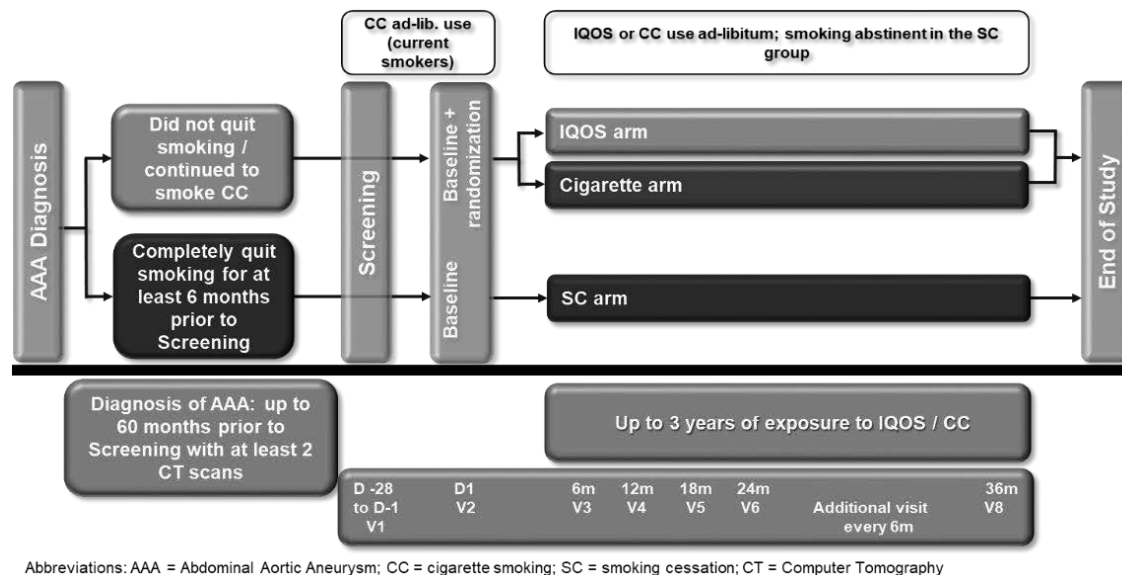 CC ad-lib. use
(current
smokers)
IQOS or CC use ad-libitum; smoking abstinent in the SC
group
AAA Diagnosis
Did not quit
smoking /
continued to
smoke CC
Completely quit
smoking for at
least 6 months
prior to
Screening
Screening
Baseline +
randomization
Baseline
IQOS arm
Cigarette arm
SC arm
End of Study
Diagnosis of AAA: up to
60 months prior to
Screening with at least 2
CT scans
Up to 3 years of exposure to IQOS / CC
D -28
to D-1
V1
D1
V2
6m
V3
12m
V4
18m
V5
24m
V6
Additional visit
every 6m
36m
V8
Abbreviations: AAA = Abdominal Aortic Aneurysm; CC = cigarette smoking; SC = smoking cessation; CT = Computer Tomography